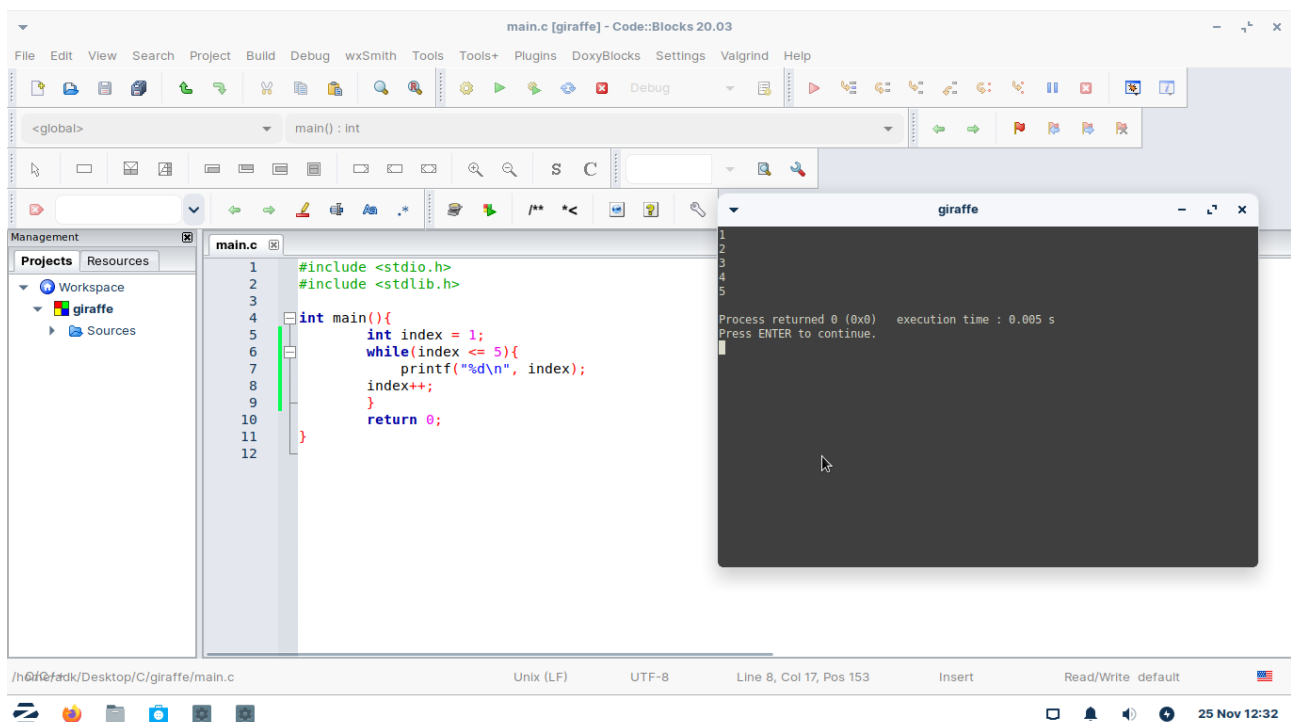 main.c [giraffe] - Code::Blocks 20.03
File Edit View Search Project Build Debug wxSmith Tools Tools+ Plugins DoxyBlocks Settings Valgrind Help
Debug
<global> main() : int
S C
/** *<
Management
Projects Resources
Workspace
giraffe
Sources
main.c
1 #include <stdio.h>
2 #include <stdlib.h>
3
4 int main(){
5 int index = 1;
6 while(index <= 5){
7 printf("%d\n", index);
8 index++;
9 }
10 return 0;
11 }
12
giraffe
1
2
3
4
5
Process returned 0 (0x0) execution time : 0.005 s
Press ENTER to continue.
/home/adk/Desktop/C/giraffe/main.c Unix (LF) UTF-8 Line 8, Col 17, Pos 153 Insert Read/Write default
25 Nov 12:32